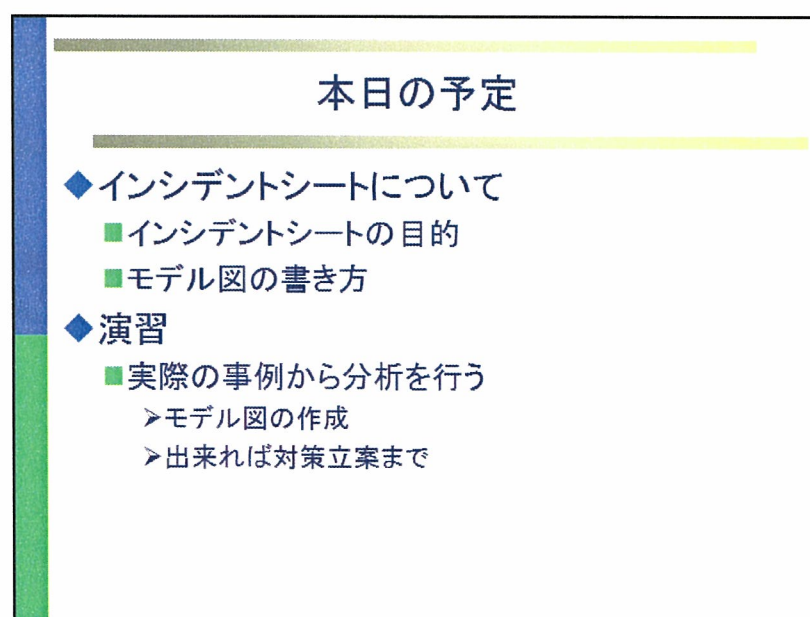 本日の予定
◆インシデントシートについて
■インシデントシートの目的
■モデル図の書き方
◆演習
■実際の事例から分析を行う
➢モデル図の作成
➢出来れば対策立案まで